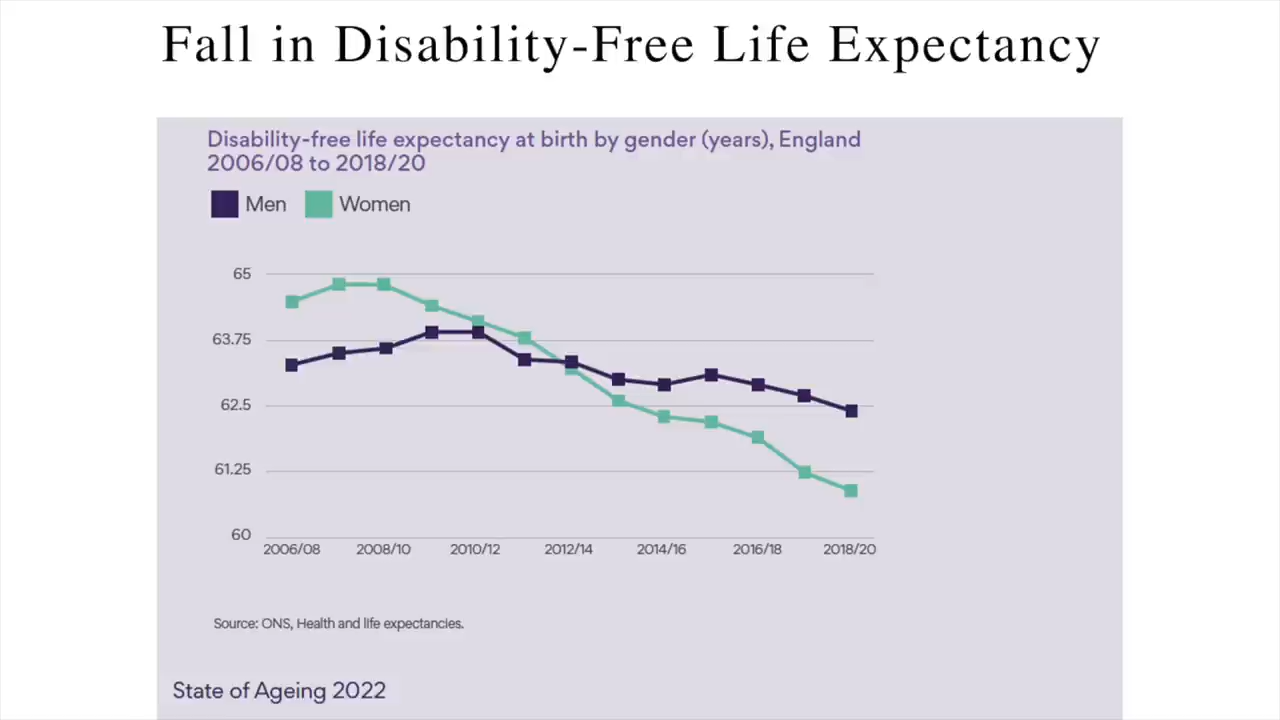 Fall in Disability-Free Life Expectancy
Disability-free life expectancy at birth by gender (years), England
2006/08 to 2018/20
Men Women
65
63.75
62.5
61.25
60
2006/08 2008/10 2010/12 2012/14 2014/16 2016/18 2018/20
Source: ONS, Health and life expectancies.
State of Ageing 2022